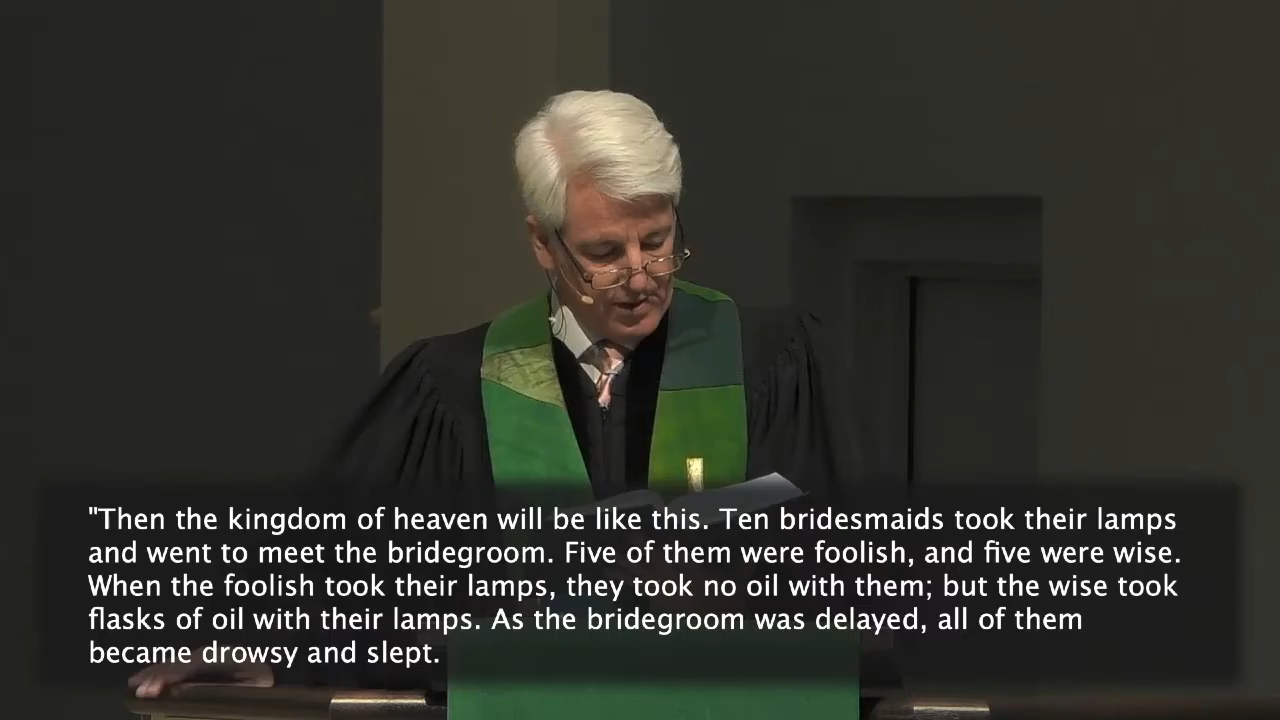 "Then the kingdom of heaven will be like this. Ten bridesmaids took their lamps
and went to meet the bridegroom. Five of them were foolish, and five were wise.
When the foolish took their lamps, they took no oil with them; but the wise took
flasks of oil with their lamps. As the bridegroom was delayed, all of them
became drowsy and slept.